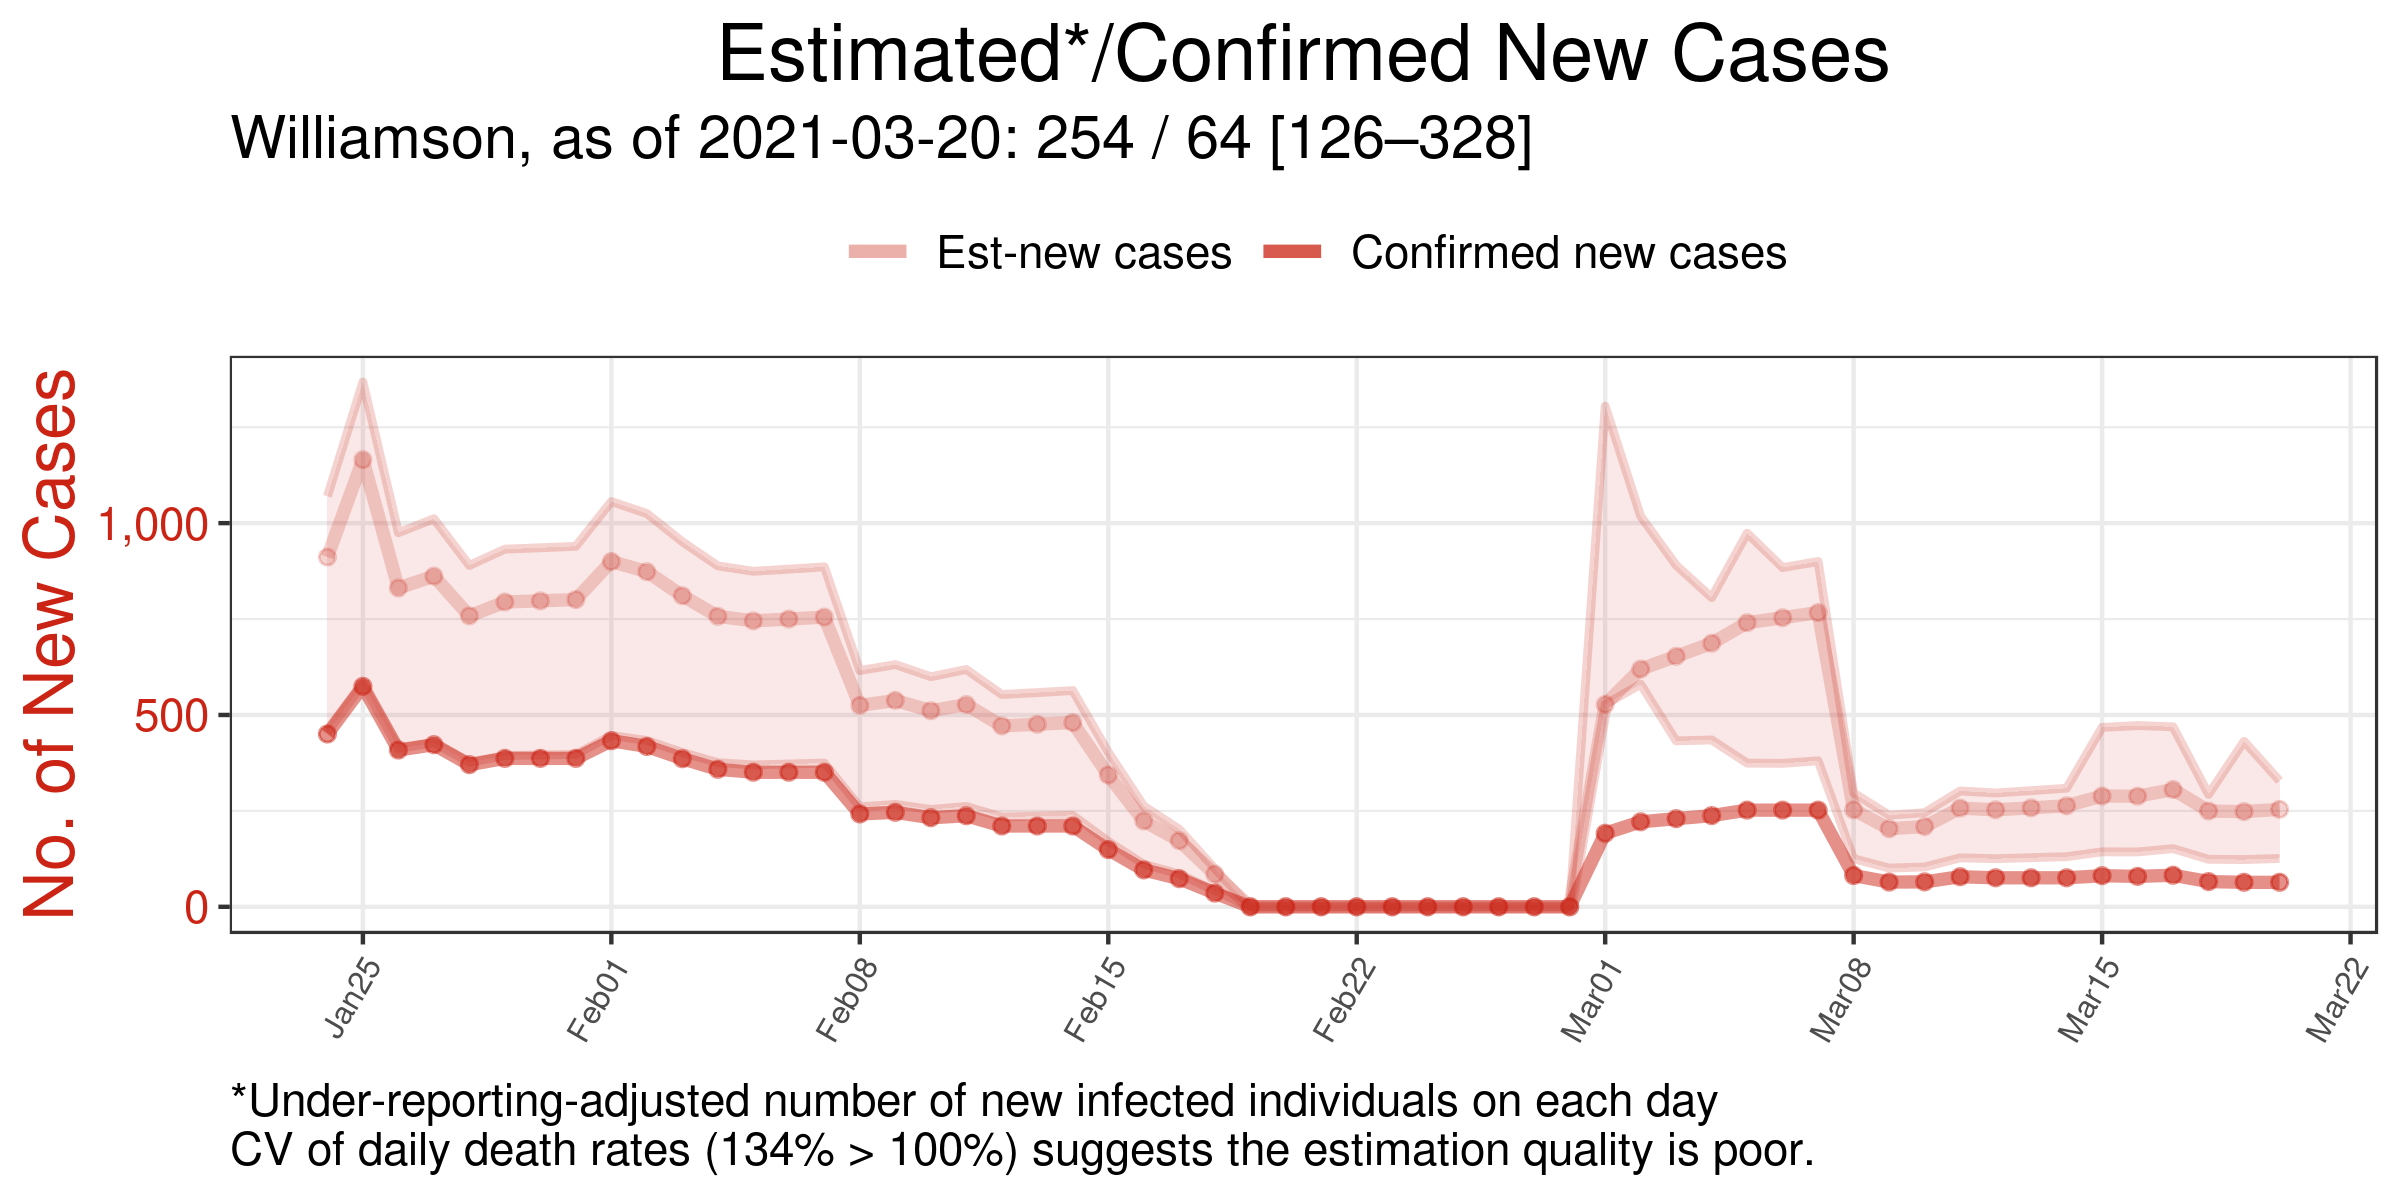 Estimated*/Confirmed New Cases
Williamson, as of 2021-03-20: 254 / 64 [126–328]
Est-new cases
Confirmed new cases
No. of New Cases
1,000
500
0
Jan25
Feb01
Feb08
Feb15
Feb22
Mar01
Mar08
Mar15
Mar22
*Under-reporting-adjusted number of new infected individuals on each day
CV of daily death rates (134% > 100%) suggests the estimation quality is poor.